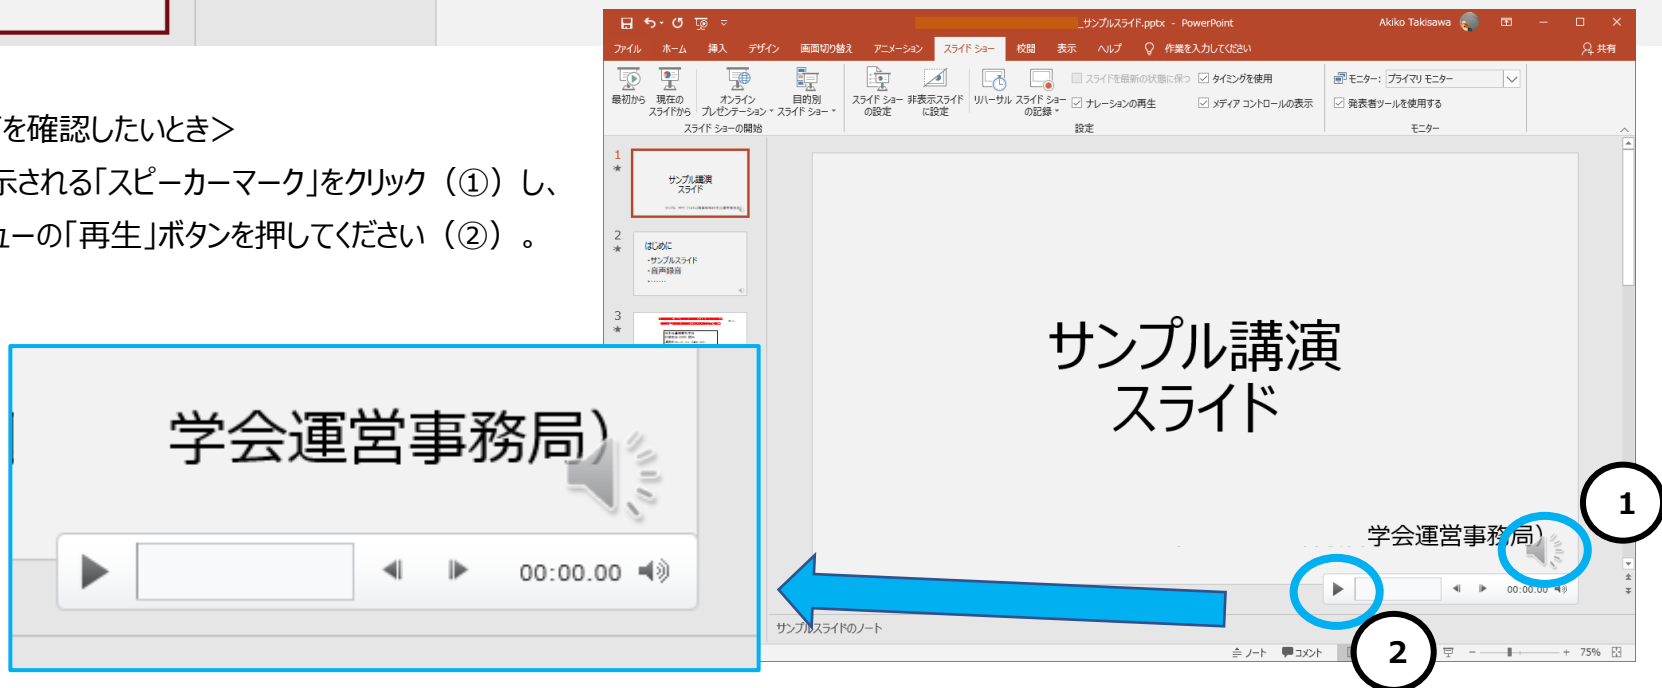 を確認したいとき＞
示される「スピーカーマーク」をクリック（①）し、
ューの「再生」ボタンを押してください（②）。
_サンプルスライド.pptx - PowerPoint
Akiko Takisawa
ファイル ホーム 挿入 デザイン 画面切り替え アニメーション スライド ショー 校閲 表示 ヘルプ 作業を入力してください 共有
最初から 現在の スライドから オンライン プレゼンテーション 目的別 スライド ショー
スライド ショーの開始
スライド ショー の設定 非表示スライド に設定 リハーサル スライド ショー の記録
スライドを最新の状態に保つ タイミングを使用
ナレーションの再生 メディア コントロールの表示
設定
モニター: プライマリ モニター
発表者ツールを使用する
モニター
1
サンプル講演
スライド
2
はじめに
・サンプルスライド
・音声録音
・……
3
サンプル講演
スライド
学会運営事務局）
00:00.00
1
2
学会運営事務局）
00:00.00
サンプルスライドのノート
ノート コメント 75%